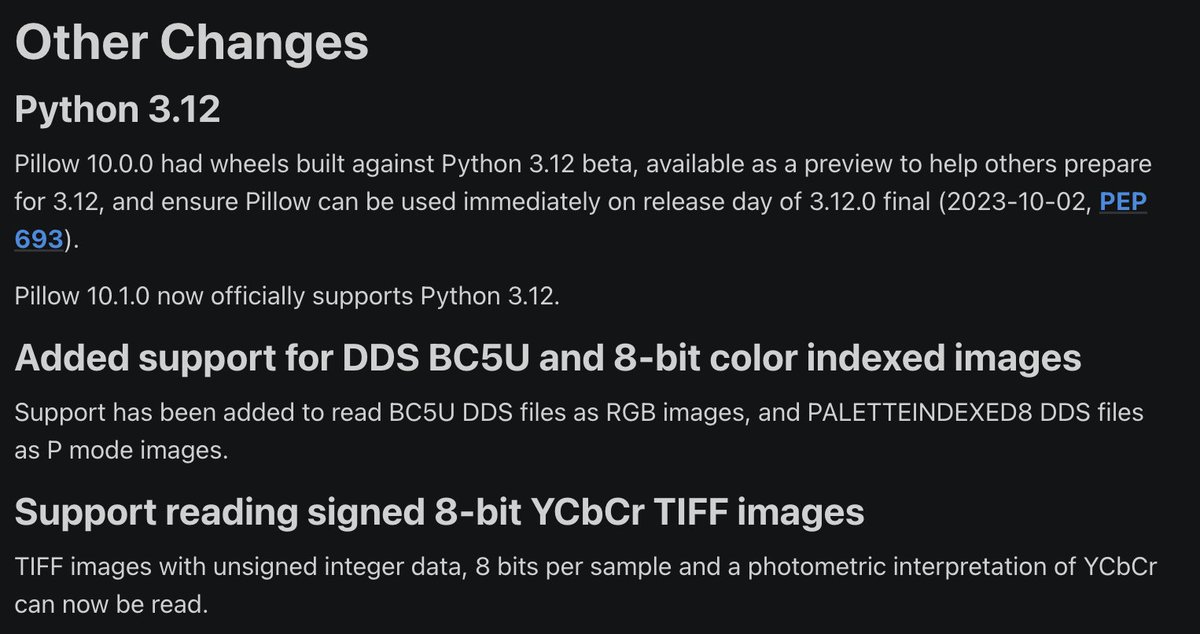 Other Changes
Python 3.12
Pillow 10.0.0 had wheels built against Python 3.12 beta, available as a preview to help others prepare
for 3.12, and ensure Pillow can be used immediately on release day of 3.12.0 final (2023-10-02, PEP
693).
Pillow 10.1.0 now officially supports Python 3.12.
Added support for DDS BC5U and 8-bit color indexed images
Support has been added to read BC5U DDS files as RGB images, and PALETTEINDEXED8 DDS files
as P mode images.
Support reading signed 8-bit YCbCr TIFF images
TIFF images with unsigned integer data, 8 bits per sample and a photometric interpretation of YCbCr
can now be read.